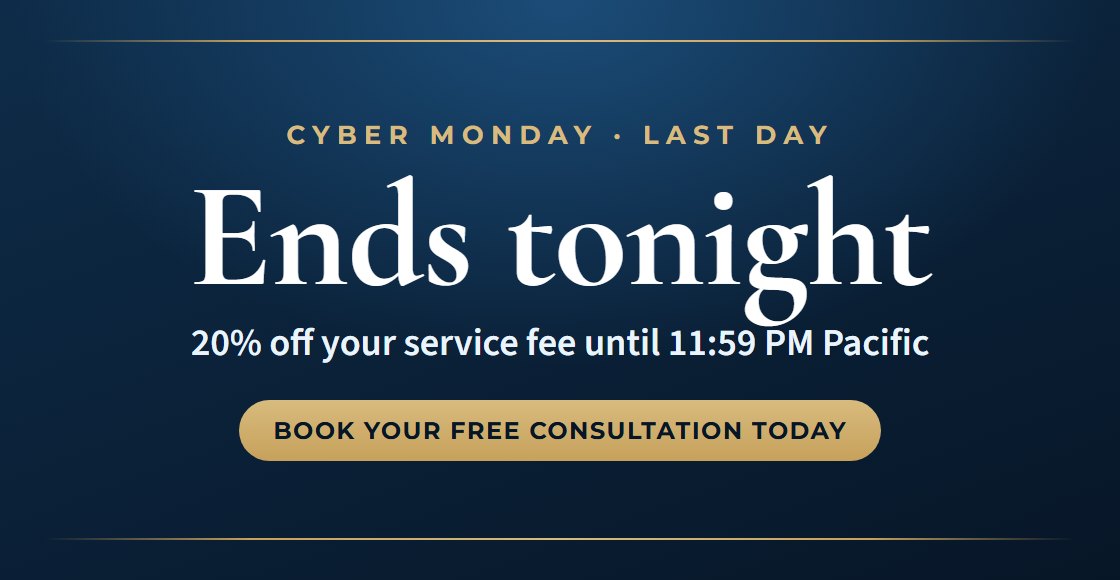 CYBER MONDAY · LAST DAY
Ends tonight
20% off your service fee until 11:59 PM Pacific
BOOK YOUR FREE CONSULTATION TODAY